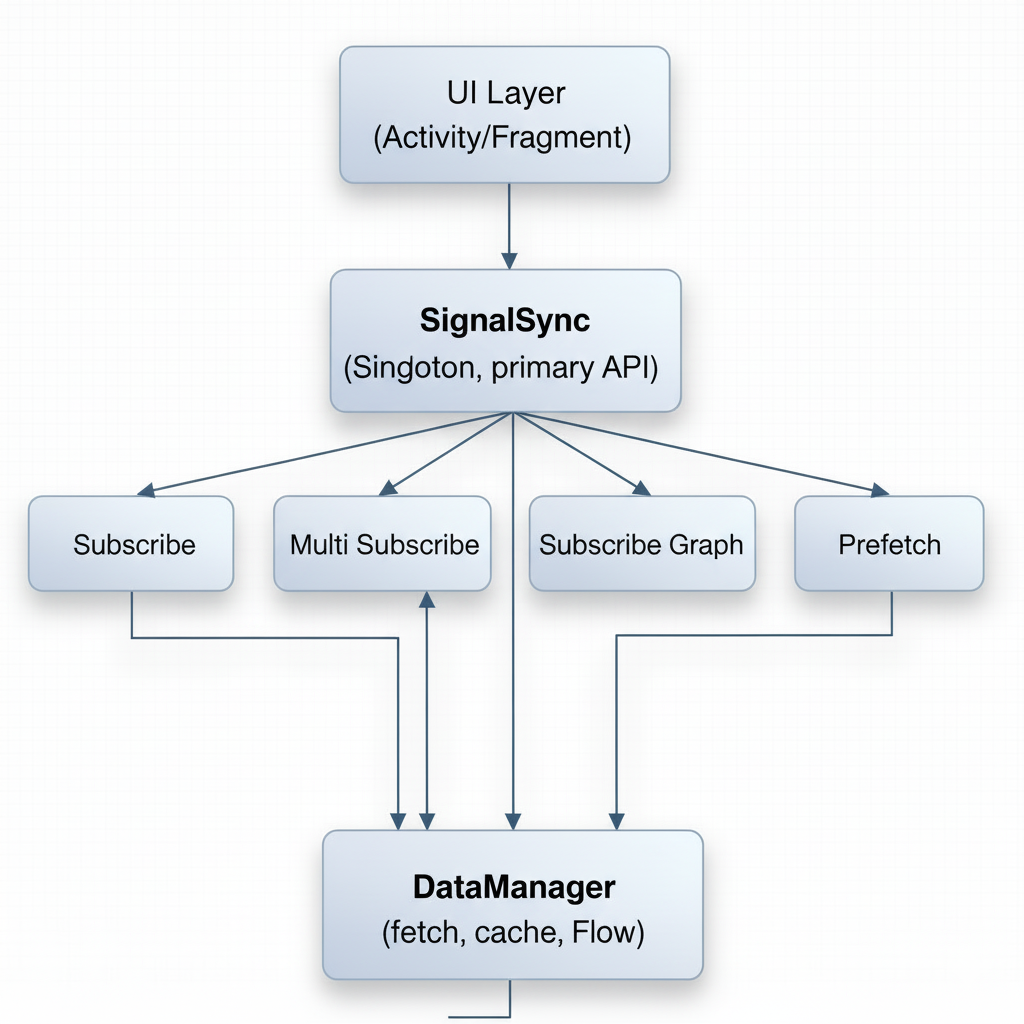 UI Layer
(Activity/Fragment)
SignalSync
(Singoton, primary API)
Subscribe
Multi Subscribe
Subscribe Graph
Prefetch
DataManager
(fetch, cache, Flow)